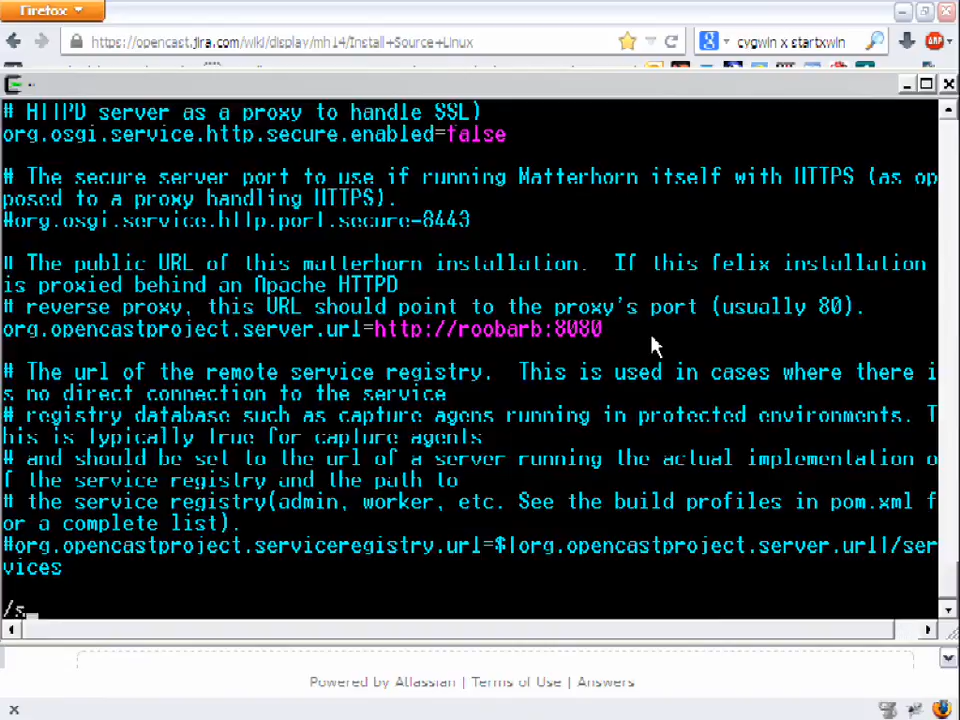 Firefox
https://opencast.jira.com/wiki/display/mh14/Install+Source+Linux
cygwin x startxwin
ABP
# HTTPD server as a proxy to handle SSL)
org.osgi.service.http.secure.enabled=false
# The secure server port to use if running Matterhorn itself with HTTPS (as op
posed to a proxy handling HTTPS).
#org.osgi.service.http.port.secure=8443
# The public URL of this matterhorn installation.  If this felix installation
is proxied behind an Apache HTTPD
# reverse proxy, this URL should point to the proxy's port (usually 80).
org.opencastproject.server.url=http://roobarb:8080
# The url of the remote service registry.  This is used in cases where there i
s no direct connection to the service
# registry database such as capture agens running in protected environments. T
his is typically true for capture agents
# and should be set to the url of a server running the actual implementation o
f the service registry and the path to
# the service registry(admin, worker, etc. See the build profiles in pom.xml f
or a complete list).
#org.opencastproject.serviceregistry.url=${org.opencastproject.server.url}/ser
vices
/s
Powered by Atlassian | Terms of Use | Answers